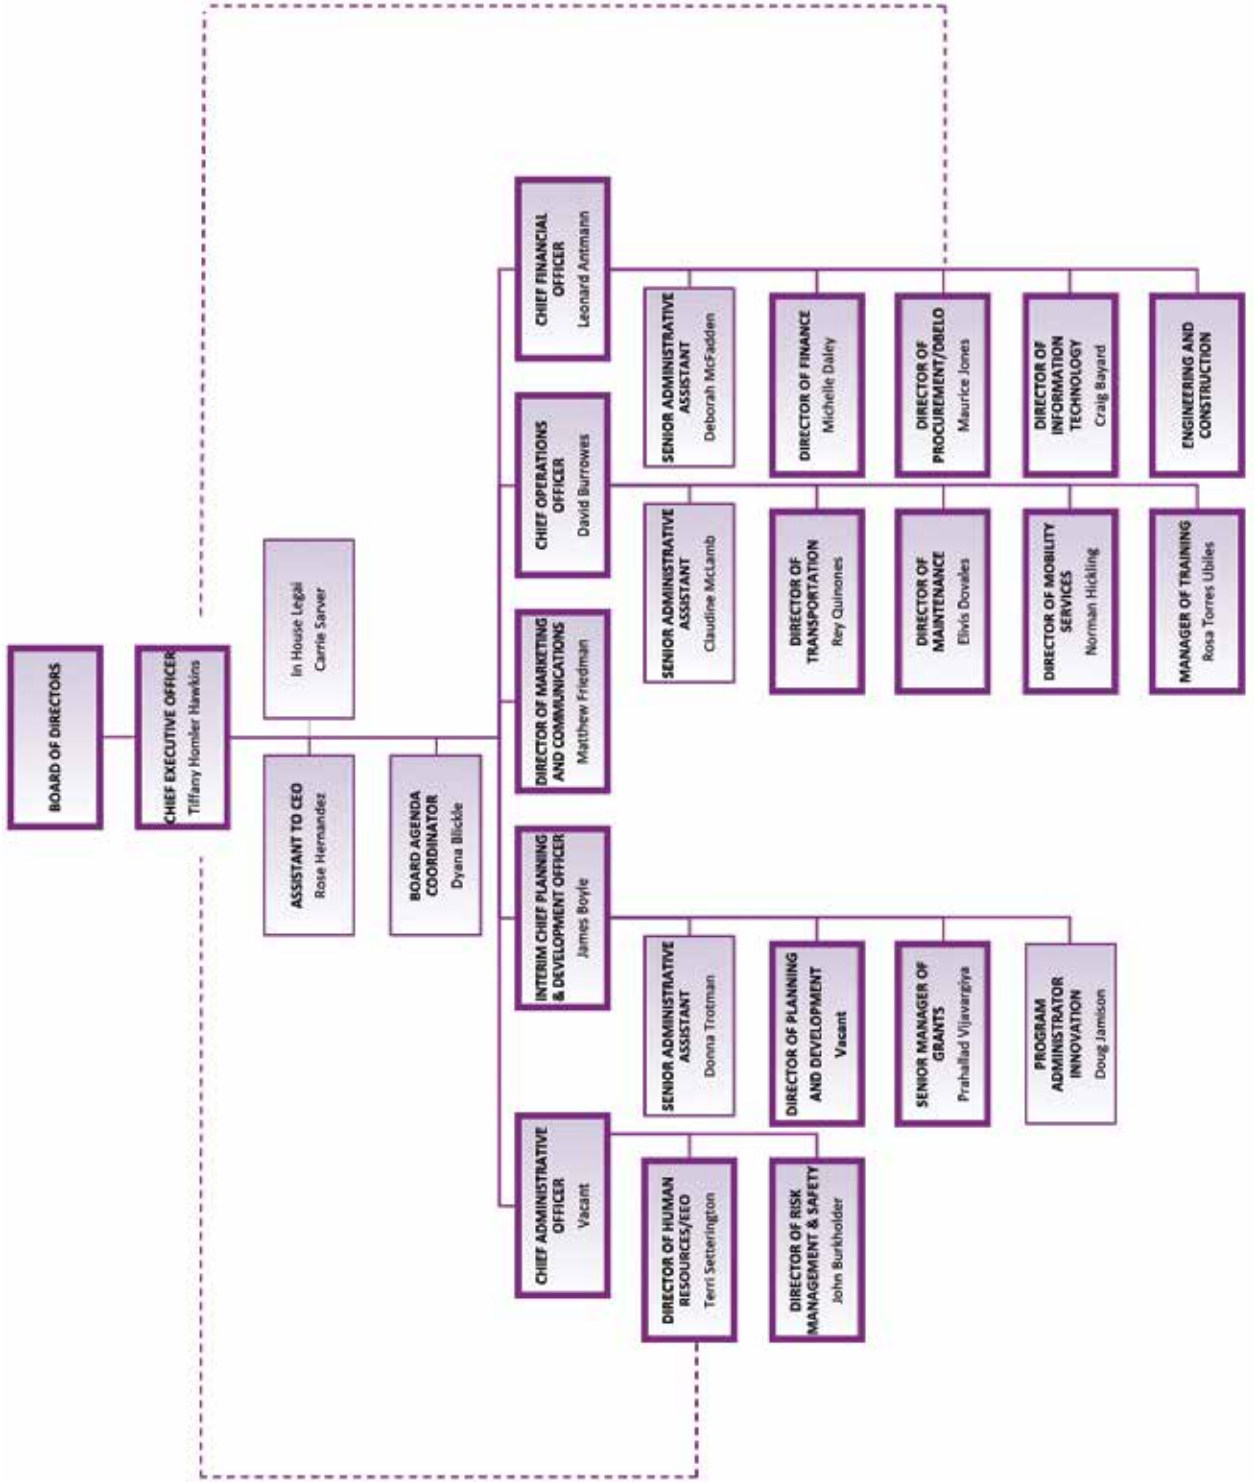 BOARD OF DIRECTORS
CHIEF EXECUTIVE OFFICER
Tiffany Homler Hawkins
ASSISTANT TO CEO
Rose Hernandez
In House Legal
Carrie Sarver
BOARD AGENDA
COORDINATOR
Dyana Blickle
CHIEF ADMINISTRATIVE
OFFICER
Vacant
INTERIM CHIEF PLANNING
& DEVELOPMENT OFFICER
James Boyle
DIRECTOR OF MARKETING
AND COMMUNICATIONS
Matthew Friedman
CHIEF OPERATIONS
OFFICER
David Burrowes
CHIEF FINANCIAL
OFFICER
Leonard Antmann
DIRECTOR OF HUMAN
RESOURCES/EEO
Terri Setterington
DIRECTOR OF RISK
MANAGEMENT & SAFETY
John Burkholder
SENIOR ADMINISTRATIVE
ASSISTANT
Donna Trotman
DIRECTOR OF PLANNING
AND DEVELOPMENT
Vacant
SENIOR MANAGER OF
GRANTS
Prahallad Vijavargiya
PROGRAM
ADMINISTRATOR
INNOVATION
Doug Jamison
SENIOR ADMINISTRATIVE
ASSISTANT
Claudine McLamb
DIRECTOR OF
TRANSPORTATION
Rey Quinones
DIRECTOR OF
MAINTENANCE
Elivis Dovales
DIRECTOR OF MOBILITY
SERVICES
Norman Hickling
MANAGER OF TRAINING
Rosa Torres Ubiles
SENIOR ADMINISTRATIVE
ASSISTANT
Deborah McFadden
DIRECTOR OF FINANCE
Michelle Daley
DIRECTOR OF
PROCUREMENT/DBELO
Maurice Jones
DIRECTOR OF
INFORMATION
TECHNOLOGY
Craig Bayard
ENGINEERING AND
CONSTRUCTION